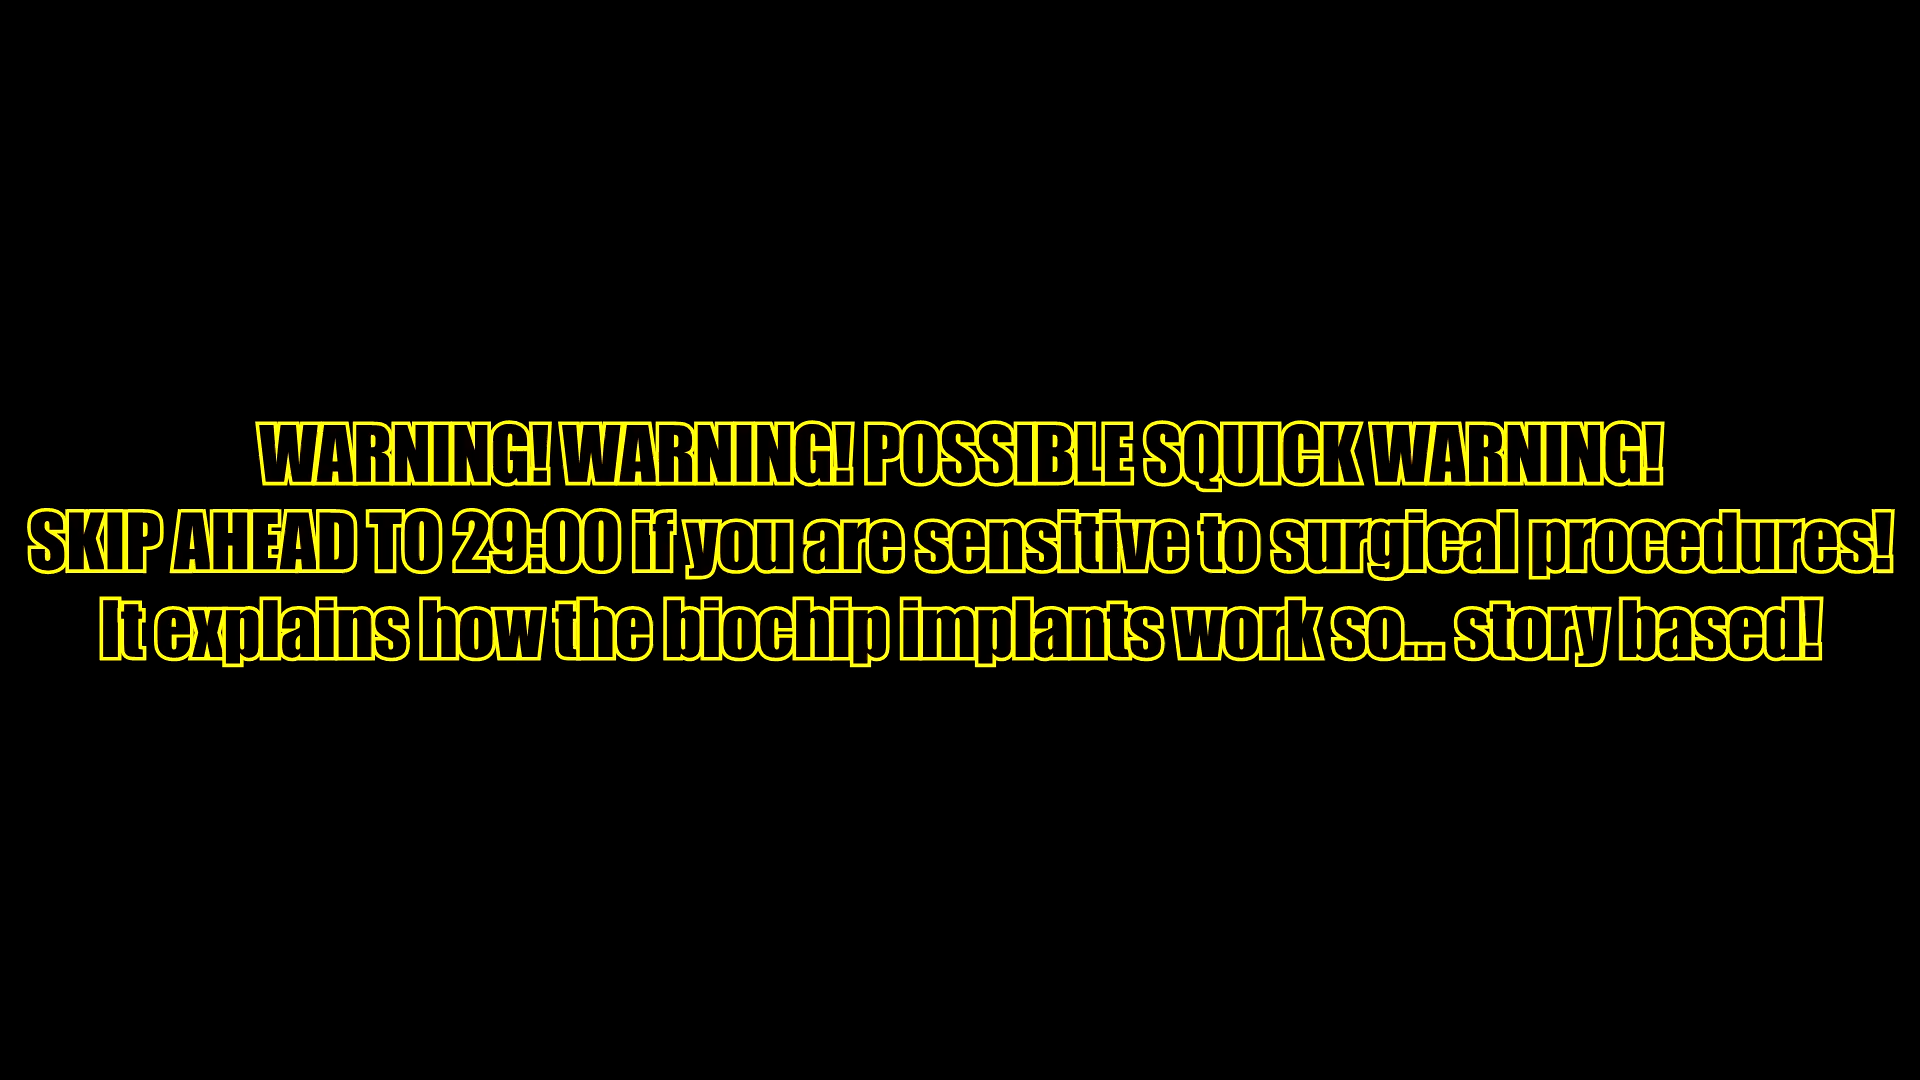 WARNING! WARNING! POSSIBLE SQUICK WARNING!
SKIP AHEAD TO 29:00 if you are sensitive to surgical procedures!
It explains how the biochip implants work so... story based!